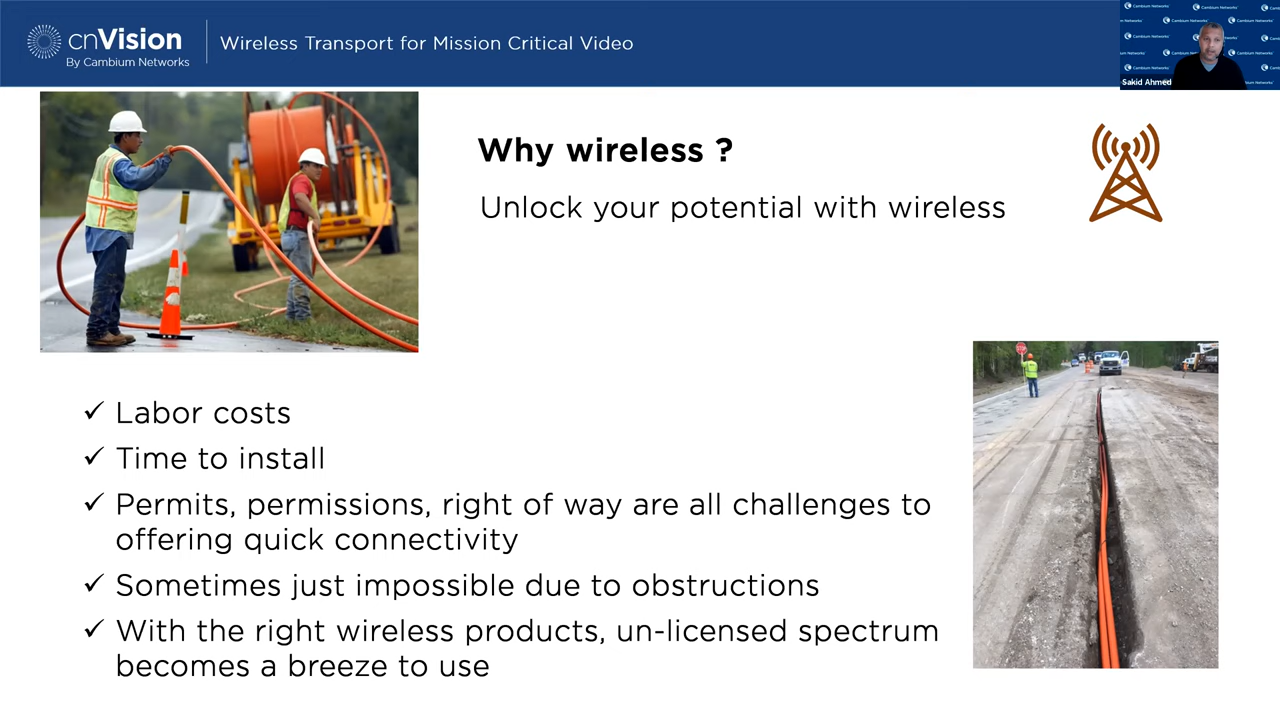 cnVision
By Cambium Networks
Wireless Transport for Mission Critical Video
Cambium Networks
Sakid Ahmed
Why wireless ?
Unlock your potential with wireless
✓ Labor costs
✓ Time to install
✓ Permits, permissions, right of way are all challenges to
offering quick connectivity
✓ Sometimes just impossible due to obstructions
✓ With the right wireless products, un-licensed spectrum
becomes a breeze to use